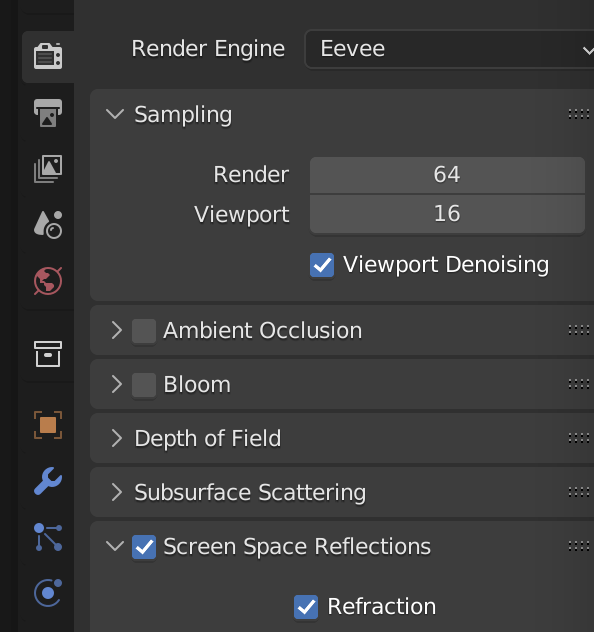 Render Engine Eevee
Sampling
Render 64
Viewport 16
Viewport Denoising
Ambient Occlusion
Bloom
Depth of Field
Subsurface Scattering
Screen Space Reflections
Refraction